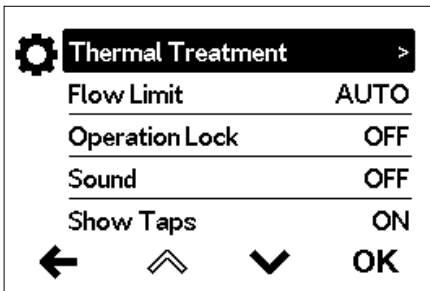 Thermal Treatment >
Flow Limit AUTO
Operation Lock OFF
Sound OFF
Show Taps ON
OK